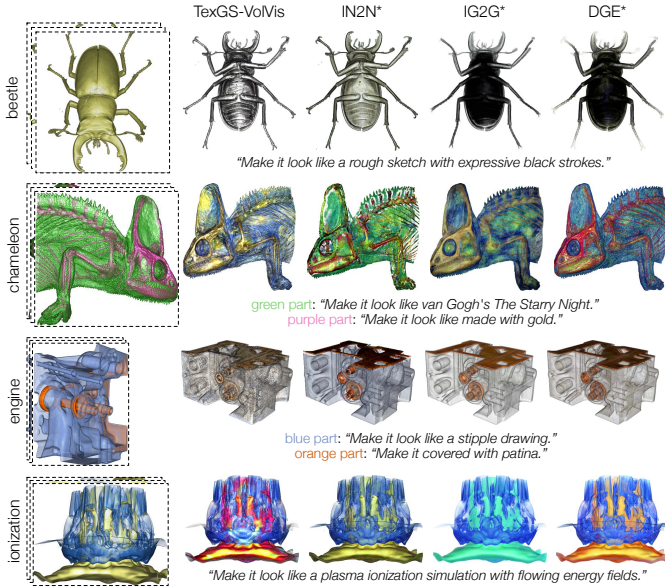 TexGS-VolVis IN2N* IG2G* DGE*
beetle
"Make it look like a rough sketch with expressive black strokes."
chameleon
green part: "Make it look like van Gogh's The Starry Night."
purple part: "Make it look like made with gold."
engine
blue part: "Make it look like a stipple drawing."
orange part: "Make it covered with patina."
ionization
"Make it look like a plasma ionization simulation with flowing energy fields."